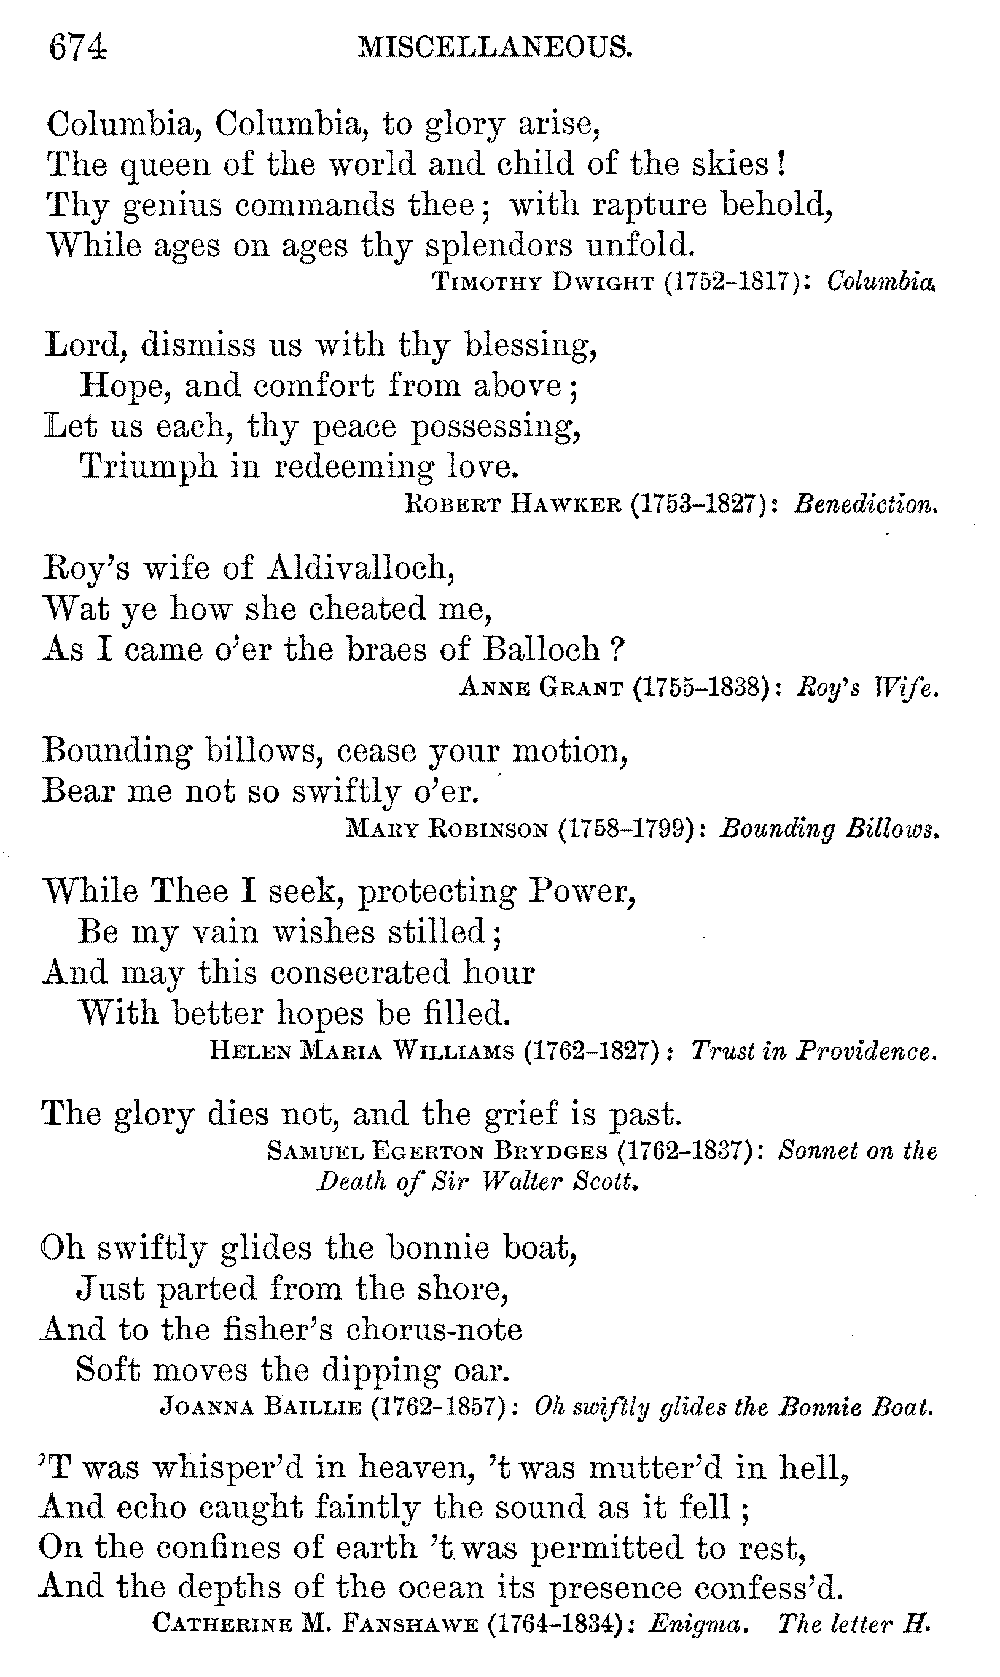 674 MISCELLANEOUS.
Columbia, Columbia, to glory arise,
The queen of the world and child of the skies!
Thy genius commands thee; with rapture behold,
While ages on ages thy splendors unfold.
TIMOTHY DWIGHT (1752–1817): Columbia.
Lord, dismiss us with thy blessing,
Hope, and comfort from above;
Let us each, thy peace possessing,
Triumph in redeeming love.
ROBERT HAWKER (1753–1827): Benediction.
Roy's wife of Aldivalloch,
Wat ye how she cheated me,
As I came o'er the braes of Balloch?
ANNE GRANT (1755–1838): Roy's Wife.
Bounding billows, cease your motion,
Bear me not so swiftly o'er.
MARY ROBINSON (1758–1799): Bounding Billows.
While Thee I seek, protecting Power,
Be my vain wishes stilled;
And may this consecrated hour
With better hopes be filled.
HELEN MARIA WILLIAMS (1762–1827): Trust in Providence.
The glory dies not, and the grief is past.
SAMUEL EGERTON BRYDGES (1762–1837): Sonnet on the
Death of Sir Walter Scott.
Oh swiftly glides the bonnie boat,
Just parted from the shore,
And to the fisher's chorus-note
Soft moves the dipping oar.
JOANNA BAILLIE (1762–1857): Oh swiftly glides the Bonnie Boat.
'T was whisper'd in heaven, 't was mutter'd in hell,
And echo caught faintly the sound as it fell;
On the confines of earth 't was permitted to rest,
And the depths of the ocean its presence confess'd.
CATHERINE M. FANSHAWE (1764–1834): Enigma. The letter H.